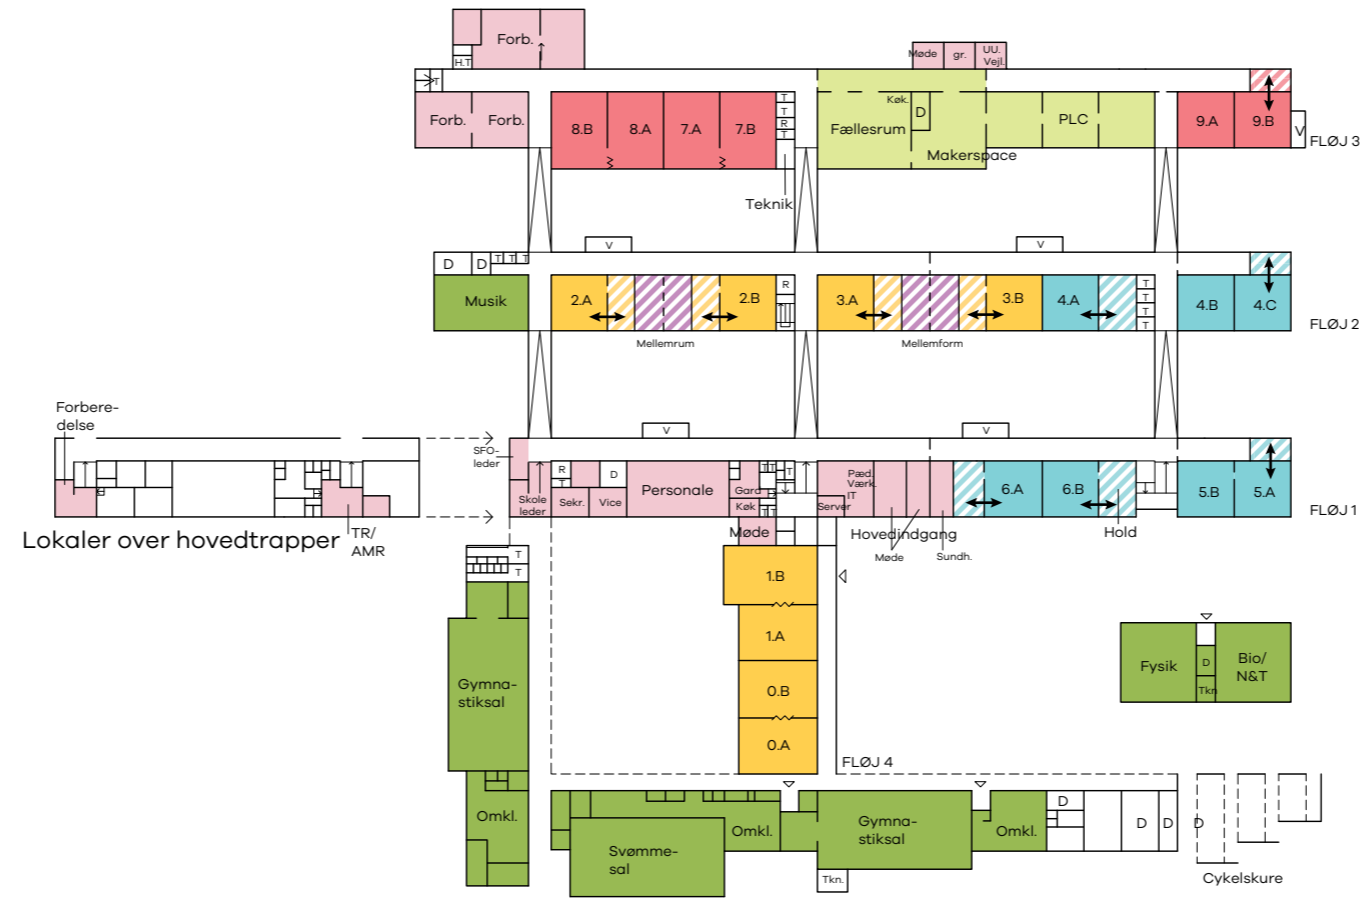 Forb.
H.T
T
Forb.
Forb.
8.B
8.A
7.A
7.B
T
T
R
T
Teknik
Møde
gr.
UU.
Vejl.
Køk.
D
Fællesrum
Makerspace
PLC
9.A
9.B
V
FLØJ 3
V
V
D
D
T
T
T
Musik
2.A
2.B
R
Mellemrum
3.A
3.B
Mellemform
4.A
T
T
T
T
4.B
4.C
FLØJ 2
Forbere-
delse
TR/
AMR
Lokaler over hovedtrapper
V
V
SFO-
leder
Skole
leder
R
T
Sekr.
Vice
D
Personale
Gard
Køk
T
T
T
T
Møde
Pæd.
Værk.
IT
Server
Hovedindgang
Møde
Sundh.
6.A
6.B
Hold
5.B
5.A
FLØJ 1
T
T
Gymna-
stiksal
Omkl.
1.B
1.A
0.B
0.A
FLØJ 4
Fysik
D
Tkn
Bio/
N&T
Svømme-
sal
Omkl.
Gymna-
stiksal
Tkn.
Omkl.
D
D
D
D
Cykelskure